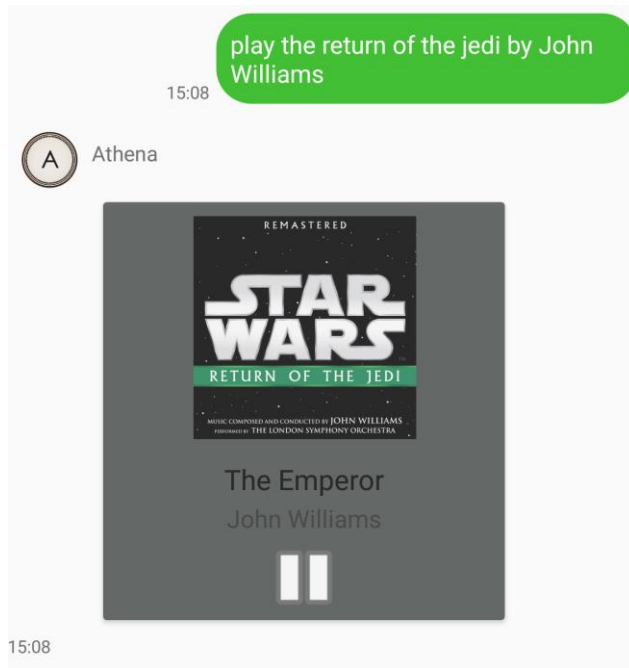 play the return of the jedi by John
Williams
15:08
A
Athena
REMASTERED
STAR
WARS
RETURN OF THE JEDI
MUSIC COMPOSED AND CONDUCTED BY JOHN WILLIAMS
PERFORMED BY THE LONDON SYMPHONY ORCHESTRA
The Emperor
John Williams
15:08